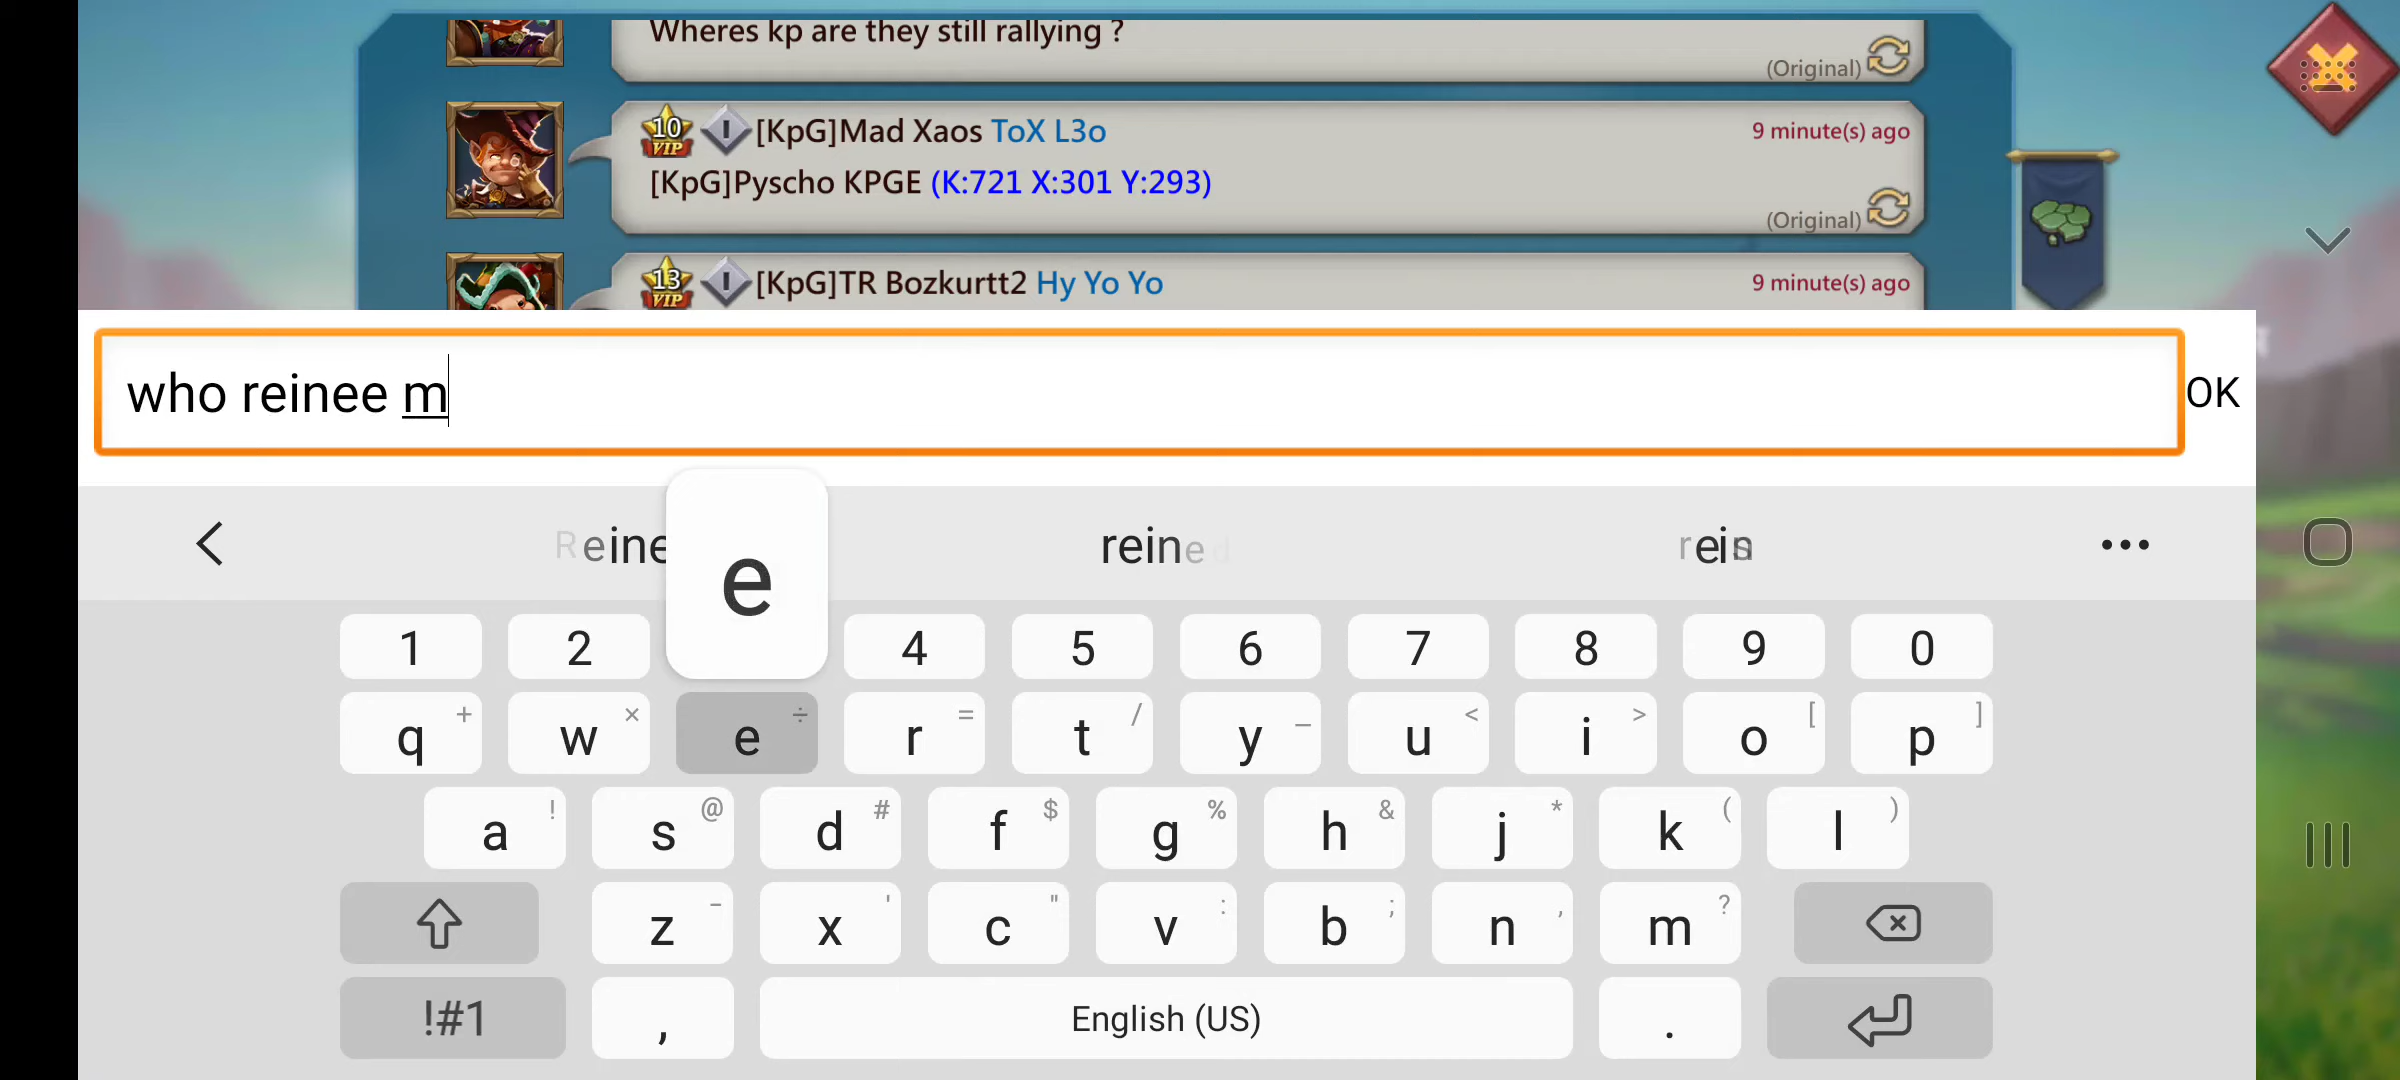 Wheres kp are they still rallying ?
(Original)
10 VIP I [KpG]Mad Xaos ToX L3o 9 minute(s) ago
[KpG]Pyscho KPGE (K:721 X:301 Y:293)
(Original)
13 VIP I [KpG]TR Bozkurtt2 Hy Yo Yo 9 minute(s) ago
who reinee m OK
Reine reined reins
e
1 2 4 5 6 7 8 9 0
q + w × e ÷ r = t / y _ u < i > o [ p ]
a ! s @ d # f $ g % h & j * k ( l )
z - x ' c " v : b ; n , m ?
!#1 , English (US) .